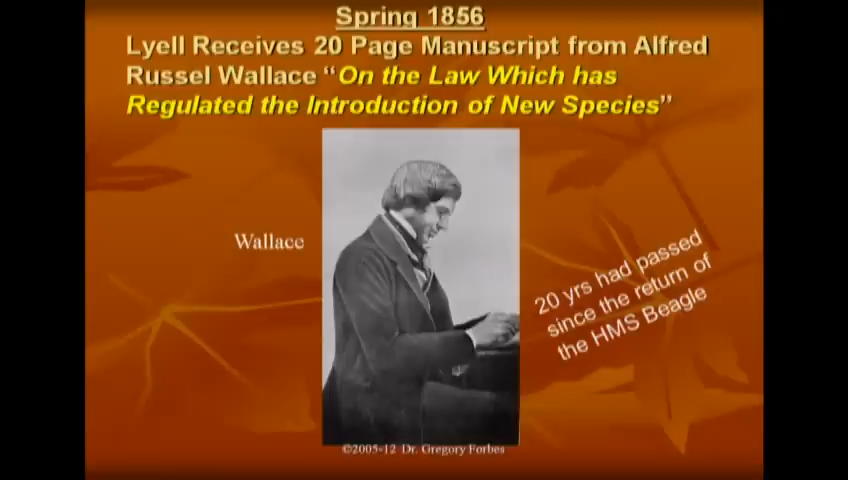 Spring 1856
Lyell Receives 20 Page Manuscript from Alfred
Russel Wallace “On the Law Which has
Regulated the Introduction of New Species”
Wallace
20 yrs had passed
since the return of
the HMS Beagle
©2005-12 Dr. Gregory Forbes